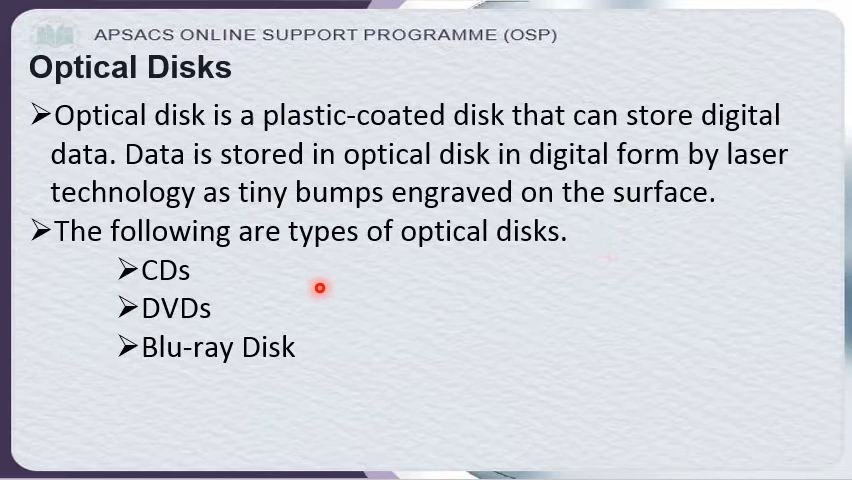 APSACS ONLINE SUPPORT PROGRAMME (OSP)
Optical Disks
➢Optical disk is a plastic-coated disk that can store digital
data. Data is stored in optical disk in digital form by laser
technology as tiny bumps engraved on the surface.
➢The following are types of optical disks.
➢CDs
➢DVDs
➢Blu-ray Disk